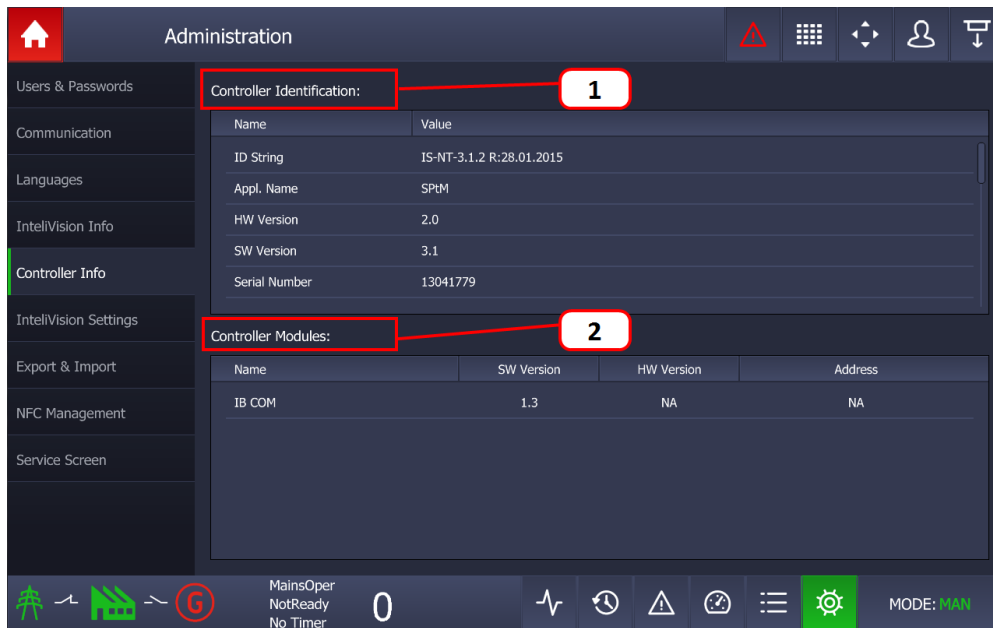 Administration
Users & Passwords
Communication
Languages
InteliVision Info
Controller Info
InteliVision Settings
Export & Import
NFC Management
Service Screen
Controller Identification:
1
Name Value
ID String IS-NT-3.1.2 R:28.01.2015
Appl. Name SPtM
HW Version 2.0
SW Version 3.1
Serial Number 13041779
Controller Modules:
2
Name SW Version HW Version Address
IB COM 1.3 NA NA
G
MainsOper
NotReady
No Timer
0
MODE: MAN